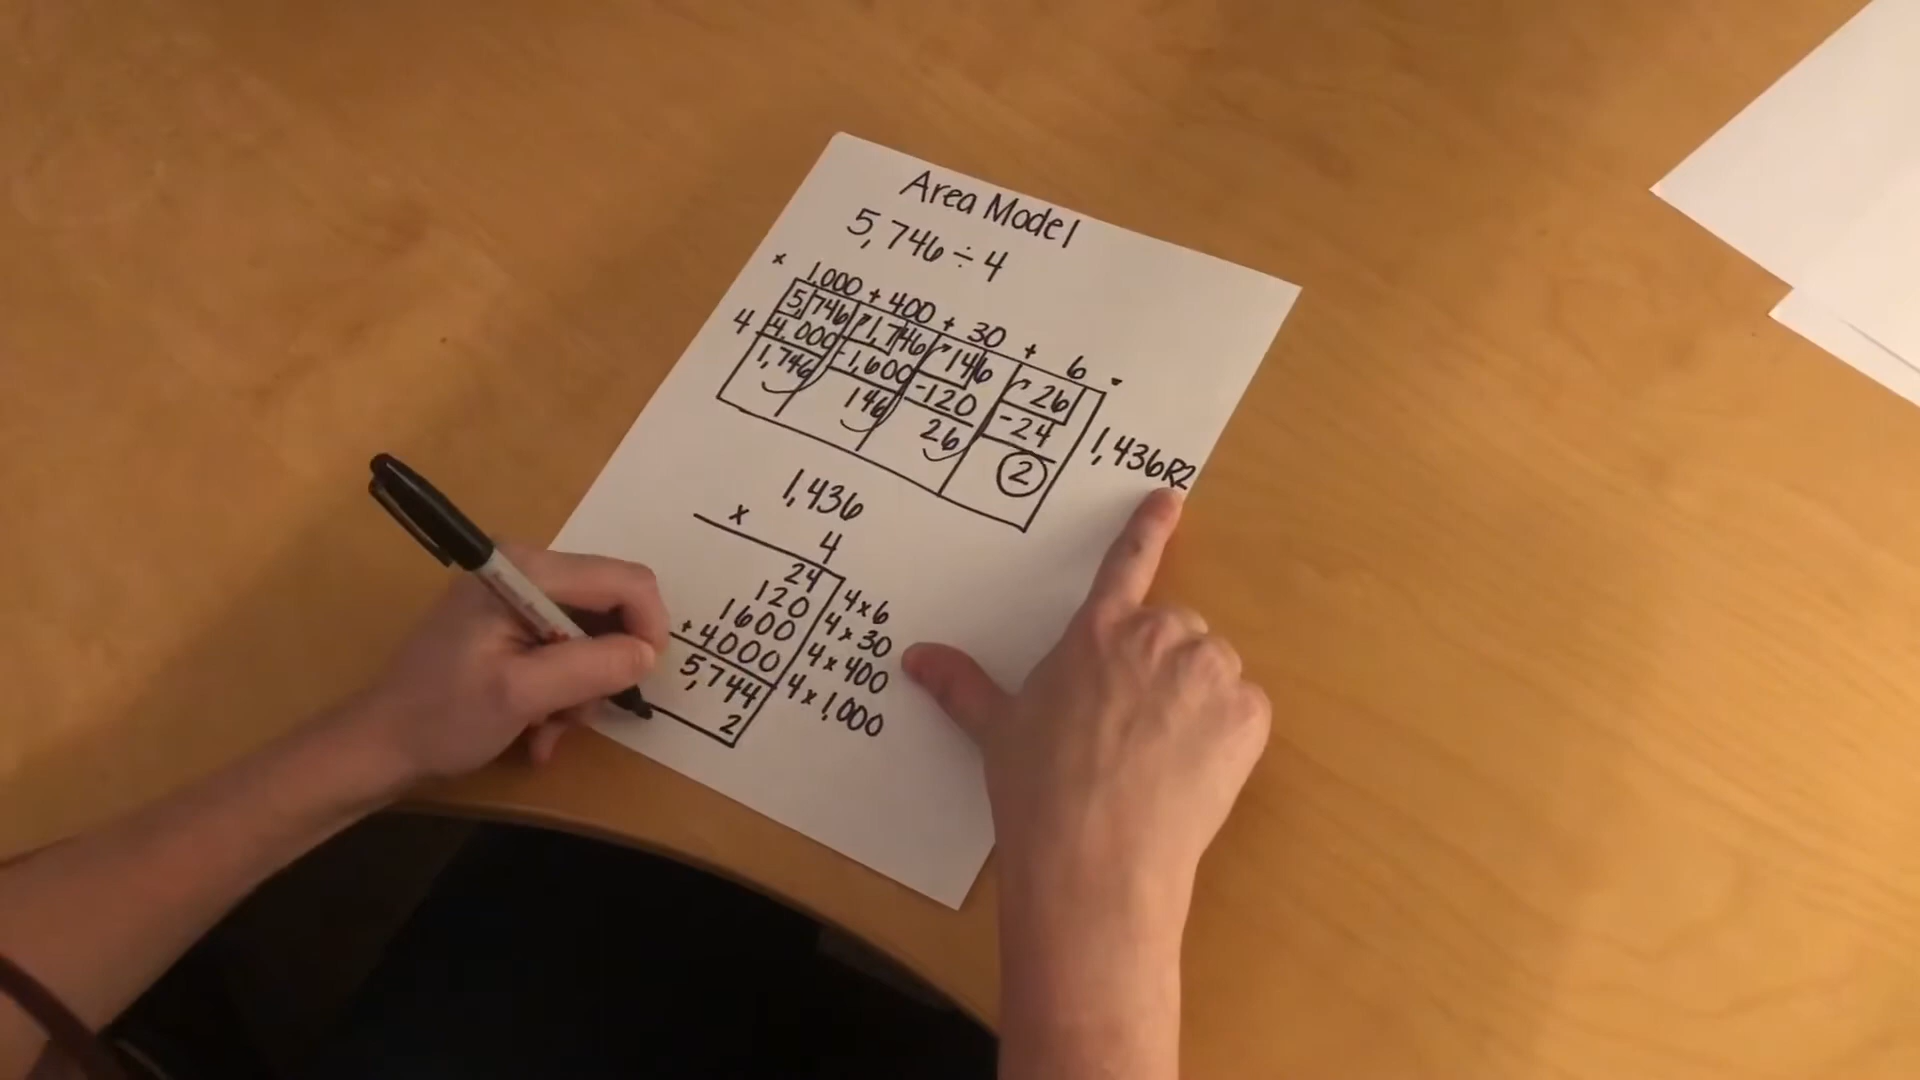 Area Model
5,746 ÷ 4
x 1,000 + 400 + 30 + 6
4 5,746 1,746 146 26
4,000 -1,600 -120 -24
1,746 146 26 2
1,436 R2
1,436
x 4
24 4x6
120 4x30
1600 4x400
+4000 4x1,000
5,744
2